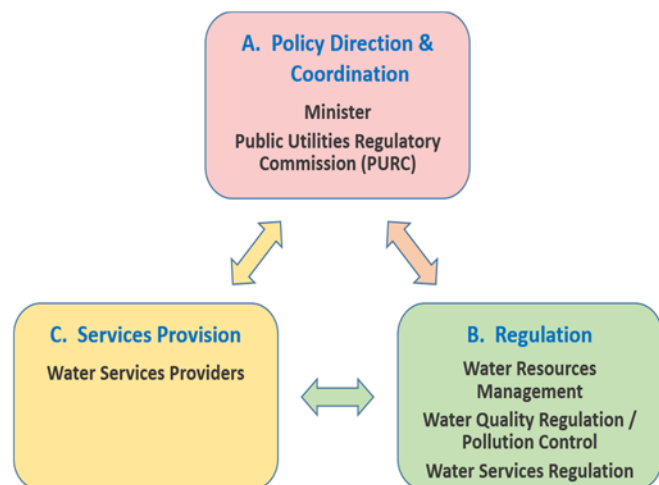 A. Policy Direction &
Coordination
Minister
Public Utilities Regulatory
Commission (PURC)
C. Services Provision
Water Services Providers
B. Regulation
Water Resources
Management
Water Quality Regulation /
Pollution Control
Water Services Regulation